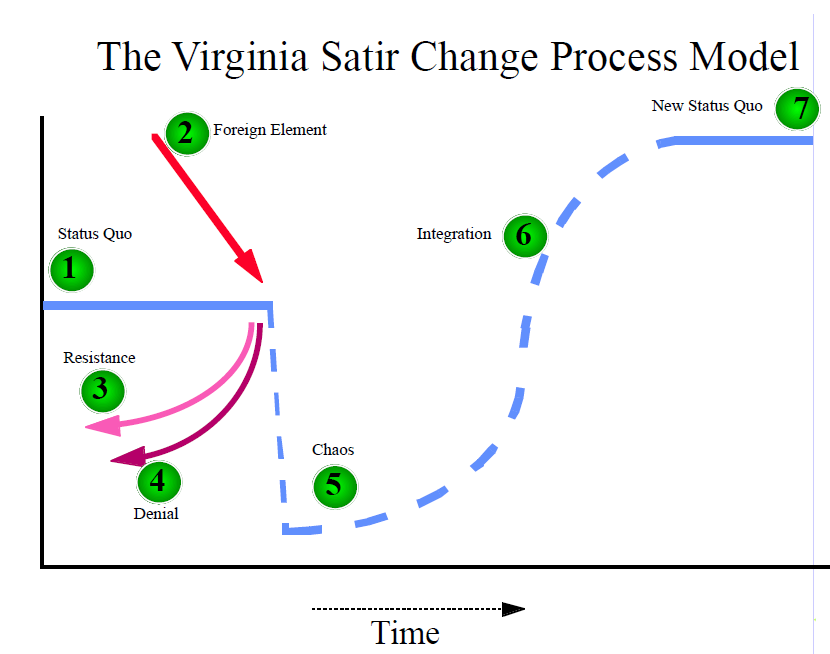 The Virginia Satir Change Process Model
New Status Quo
7
2
Foreign Element
Status Quo
1
Integration
6
Resistance
3
Chaos
5
4
Denial
Time